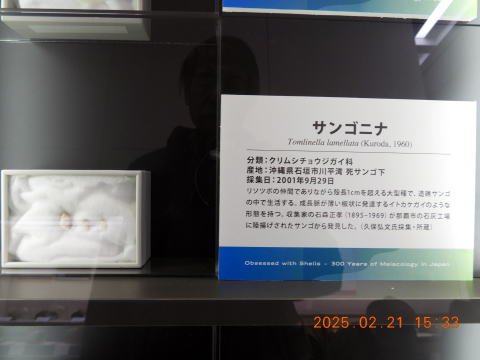 サンゴニナ
Tomlinella lamellata (Kuroda, 1960)
分類：クリムシチョウジガイ科
産地：沖縄県石垣市川平湾 死サンゴ下
採集日：2001年9月29日
リソツボの仲間でありながら殻長1cmを超える大型種で、造礁サンゴ
の中で生活する。成長脈が薄い板状に発達するイトカケガイのような
形態を持つ。収集家の石森正孝（1895-1969）が那覇市の石灰工場
に陸揚げされたサンゴから発見した。（久保弘文氏採集・所蔵）
Obsessed with Shells - 300 Years of Malacology in Japan
2025.02.21 15:33